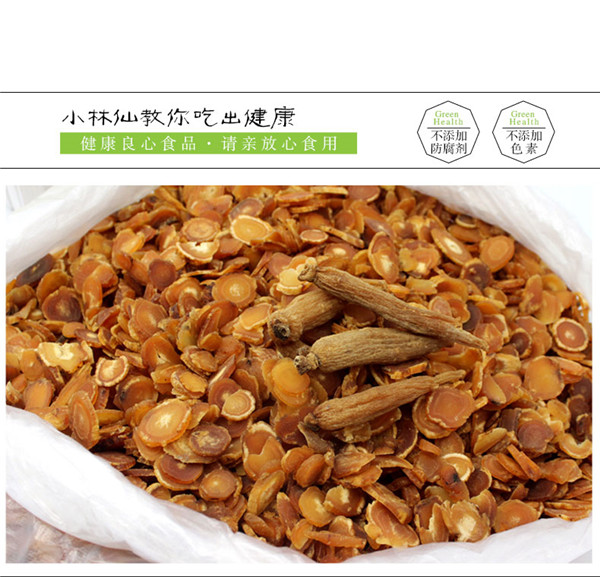 小林仙教你吃出健康
健康良心食品·请亲放心食用
Green
Health
不添加
防腐剂
Green
Health
不添加
色素